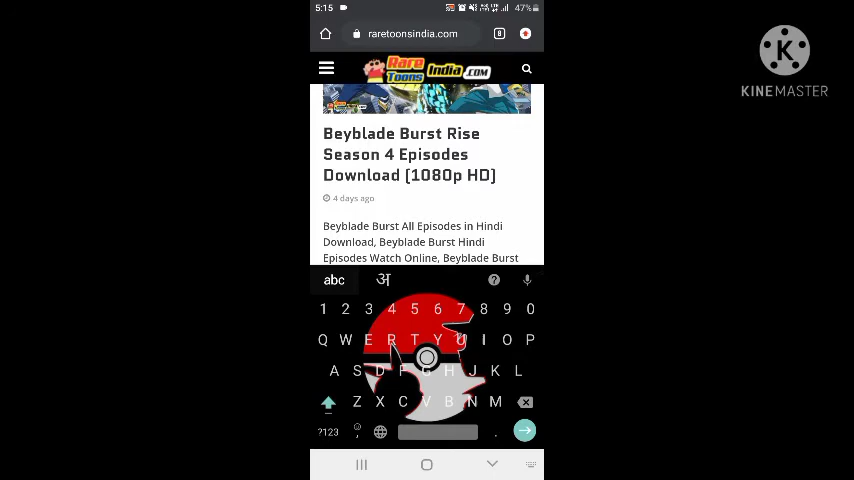 5:15
47%
raretoonsindia.com
8
Rare Toons India.com
KINEMASTER
Beyblade Burst Rise
Season 4 Episodes
Download [1080p HD]
4 days ago
Beyblade Burst All Episodes in Hindi
Download, Beyblade Burst Hindi
Episodes Watch Online, Beyblade Burst
abc अ ?
1 2 3 4 5 6 7 8 9 0
Q W E R T Y U I O P
A S D F G H J K L
Z X C V B N M
?123 , .